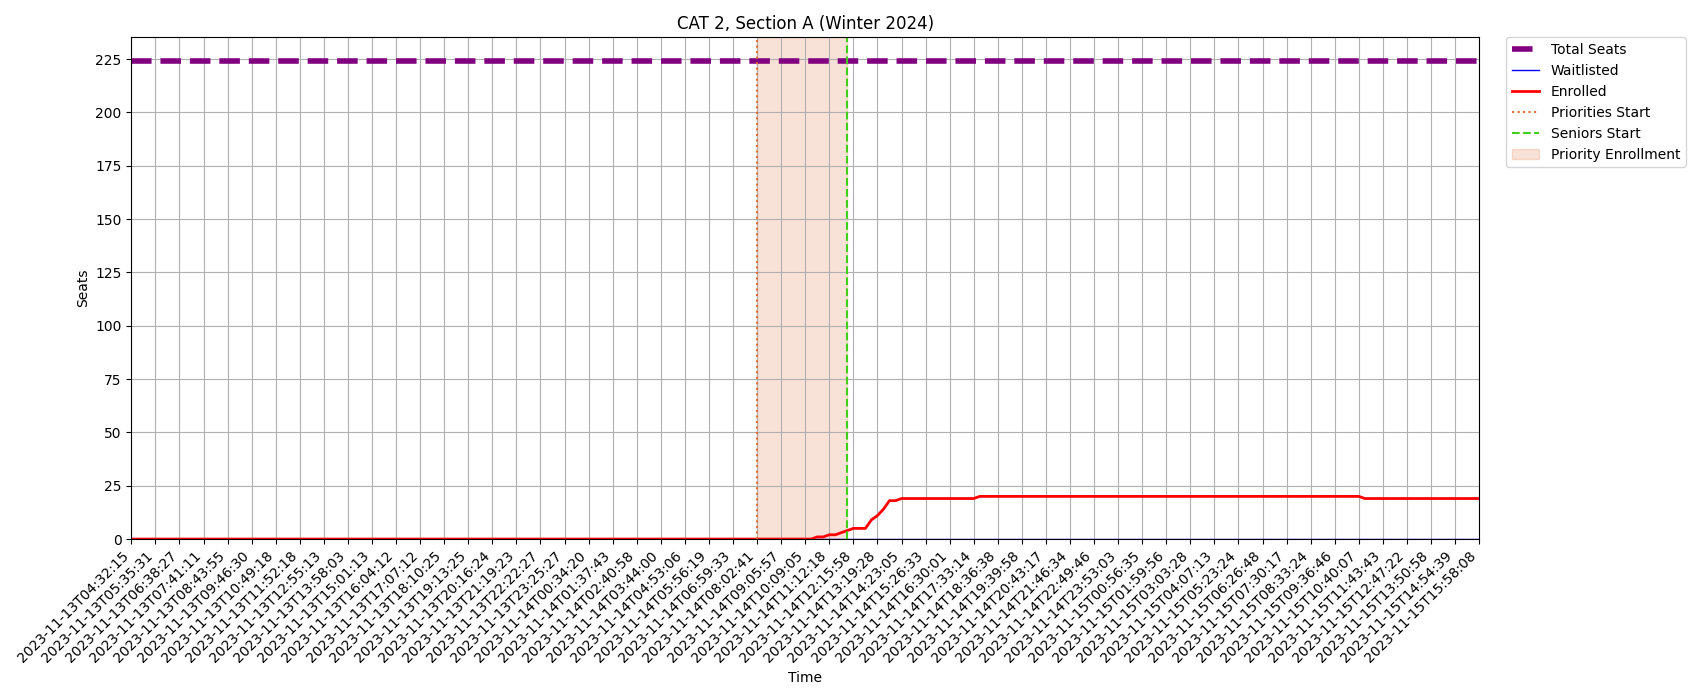 CAT 2, Section A (Winter 2024)
Total Seats
Waitlisted
Enrolled
Priorities Start
Seniors Start
Priority Enrollment
Seats
225
200
175
150
125
100
75
50
25
0
2023-11-13T04:32:15
2023-11-13T05:35:31
2023-11-13T06:38:27
2023-11-13T07:41:11
2023-11-13T08:43:55
2023-11-13T09:46:30
2023-11-13T10:49:18
2023-11-13T11:52:18
2023-11-13T12:55:13
2023-11-13T13:58:03
2023-11-13T15:01:13
2023-11-13T16:04:12
2023-11-13T17:07:12
2023-11-13T18:10:25
2023-11-13T19:13:25
2023-11-13T20:16:24
2023-11-13T21:19:23
2023-11-13T22:22:27
2023-11-13T23:25:27
2023-11-14T00:34:20
2023-11-14T01:37:43
2023-11-14T02:40:58
2023-11-14T03:44:00
2023-11-14T04:53:06
2023-11-14T05:56:19
2023-11-14T06:59:33
2023-11-14T08:02:41
2023-11-14T09:05:57
2023-11-14T10:09:05
2023-11-14T11:12:18
2023-11-14T12:15:58
2023-11-14T13:19:28
2023-11-14T14:23:05
2023-11-14T15:26:33
2023-11-14T16:30:01
2023-11-14T17:33:14
2023-11-14T18:36:38
2023-11-14T19:39:58
2023-11-14T20:43:17
2023-11-14T21:46:34
2023-11-14T22:49:46
2023-11-14T23:53:03
2023-11-15T00:56:35
2023-11-15T01:59:56
2023-11-15T03:03:28
2023-11-15T04:07:13
2023-11-15T05:23:24
2023-11-15T06:26:48
2023-11-15T07:30:17
2023-11-15T08:33:24
2023-11-15T09:36:46
2023-11-15T10:40:07
2023-11-15T11:43:43
2023-11-15T12:47:22
2023-11-15T13:50:58
2023-11-15T14:54:39
2023-11-15T15:58:08
Time